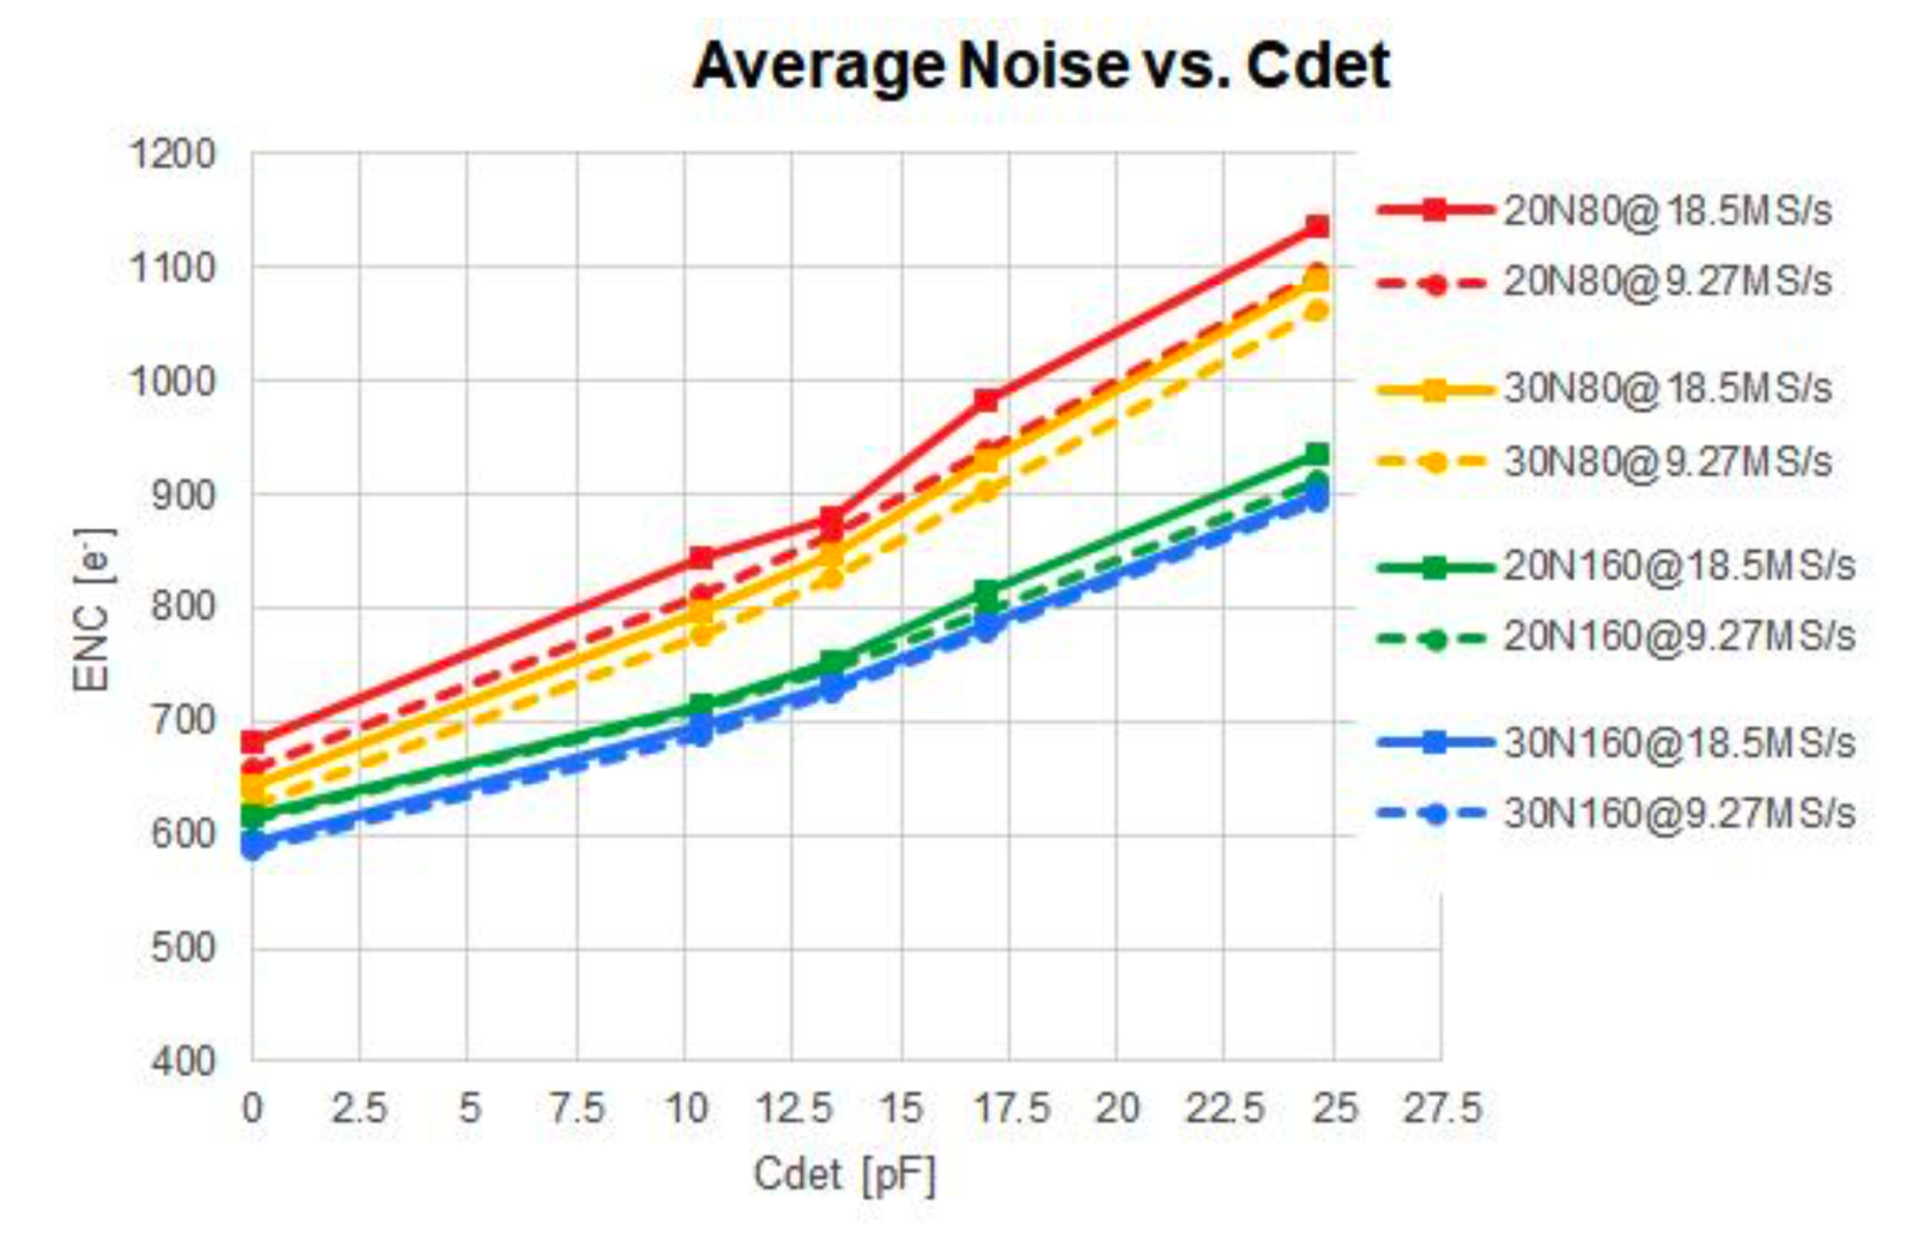 Average Noise vs. Cdet
1200
1100
1000
900
800
700
600
500
400
ENC [e-]
0 2.5 5 7.5 10 12.5 15 17.5 20 22.5 25 27.5
Cdet [pF]
20N80@18.5MS/s
20N80@9.27MS/s
30N80@18.5MS/s
30N80@9.27MS/s
20N160@18.5MS/s
20N160@9.27MS/s
30N160@18.5MS/s
30N160@9.27MS/s